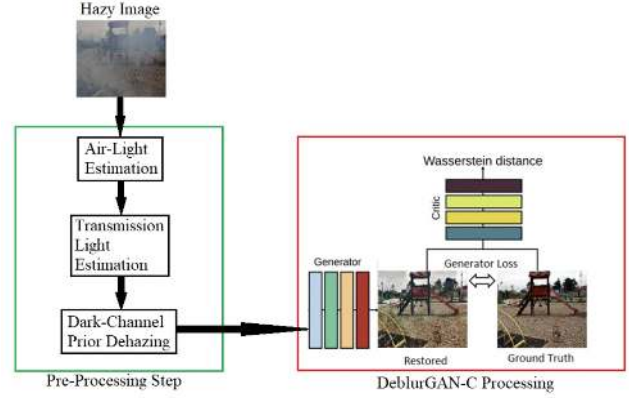 Hazy Image
Air-Light
Estimation
Transmission
Light
Estimation
Dark-Channel
Prior Dehazing
Pre-Processing Step
Wasserstein distance
Critic
Generator
Generator Loss
Restored
Ground Truth
DeblurGAN-C Processing